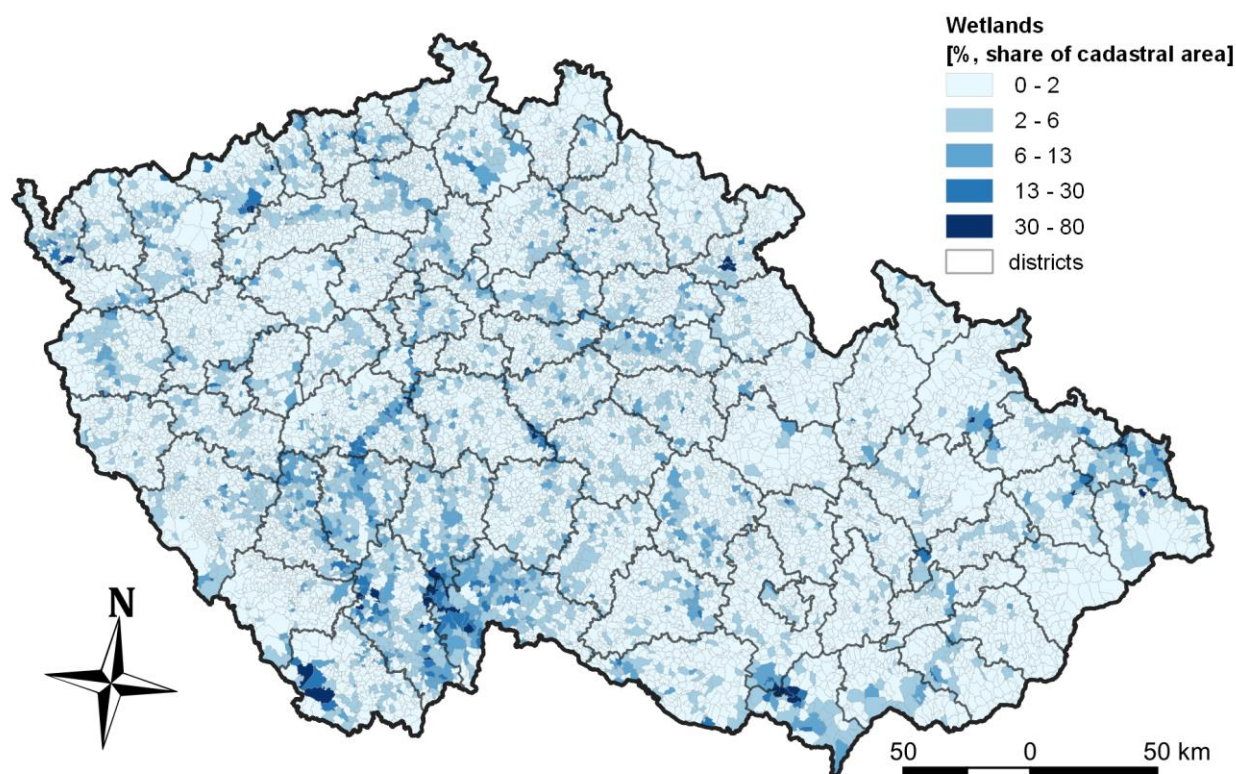 Wetlands
[%, share of cadastral area]
0 - 2
2 - 6
6 - 13
13 - 30
30 - 80
districts
N
50 0 50 km